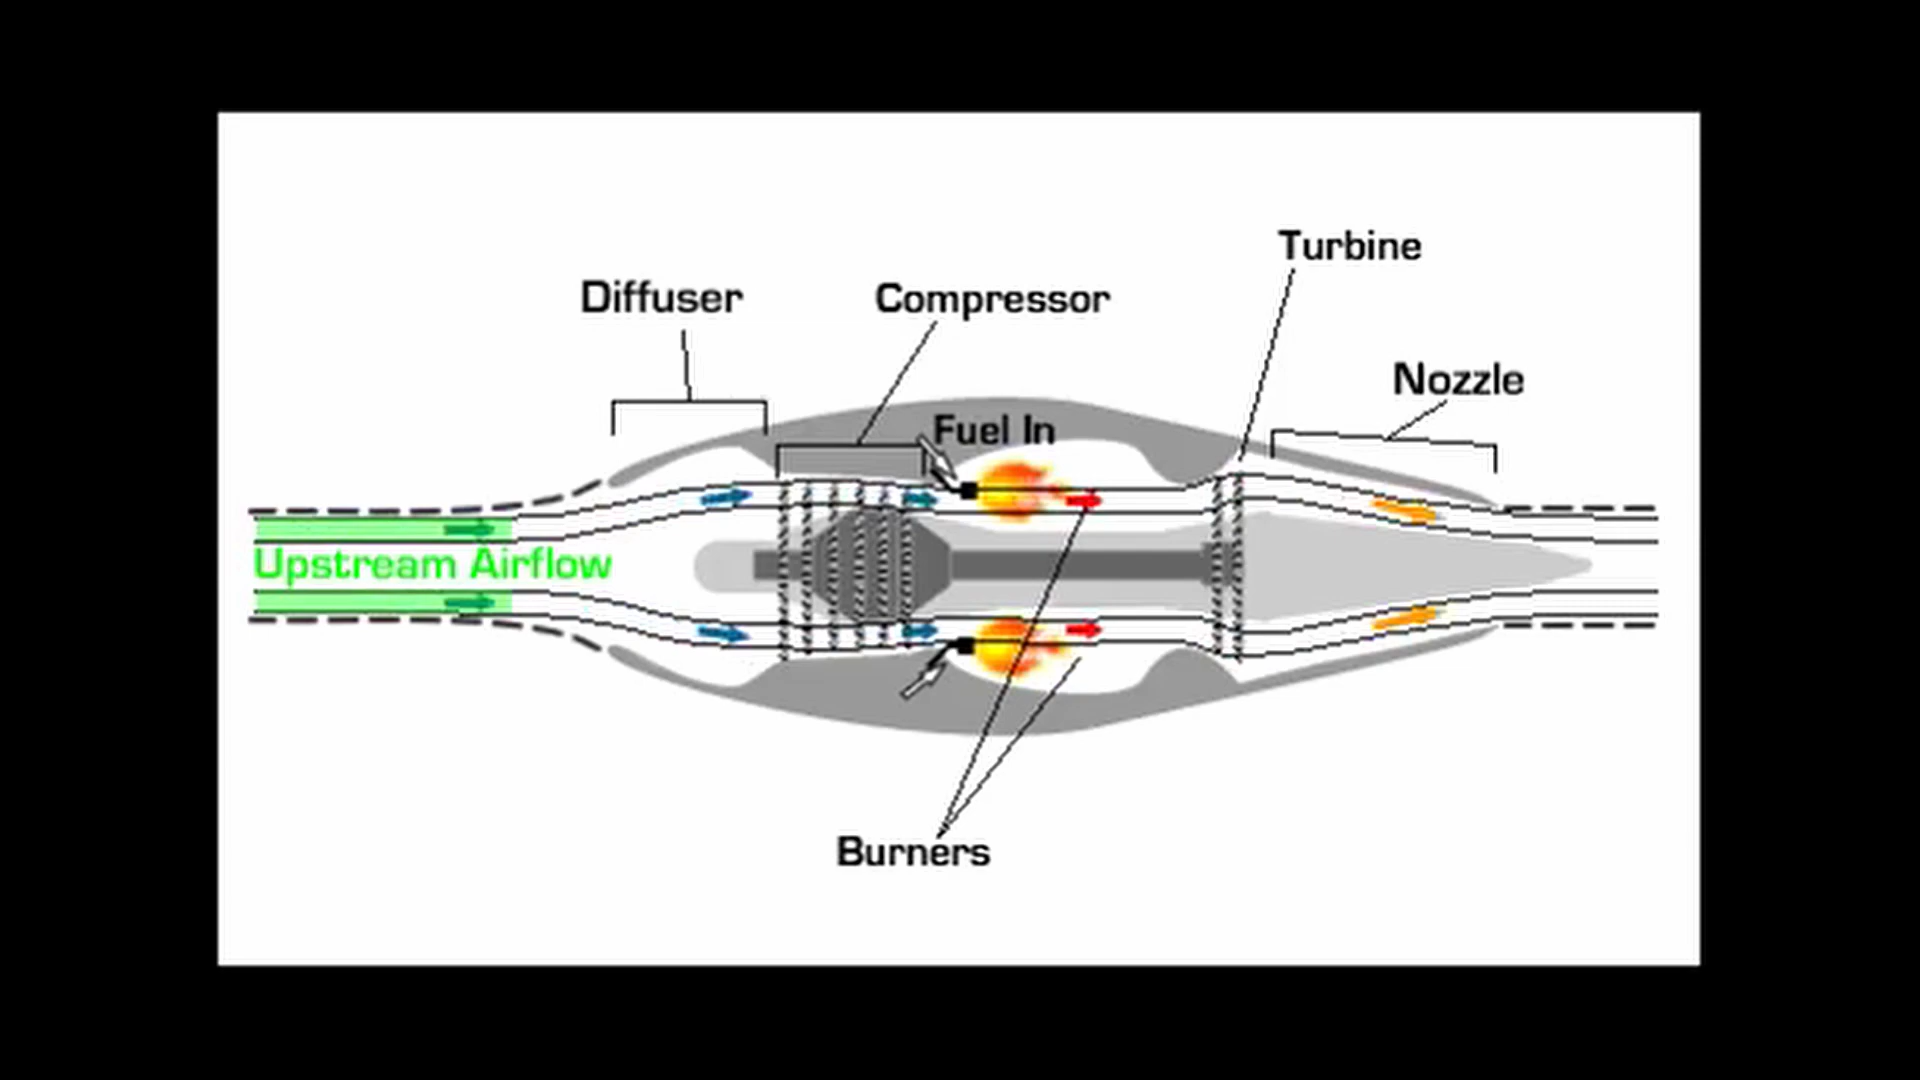 Turbine
Diffuser
Compressor
Nozzle
Fuel In
Upstream Airflow
Burners